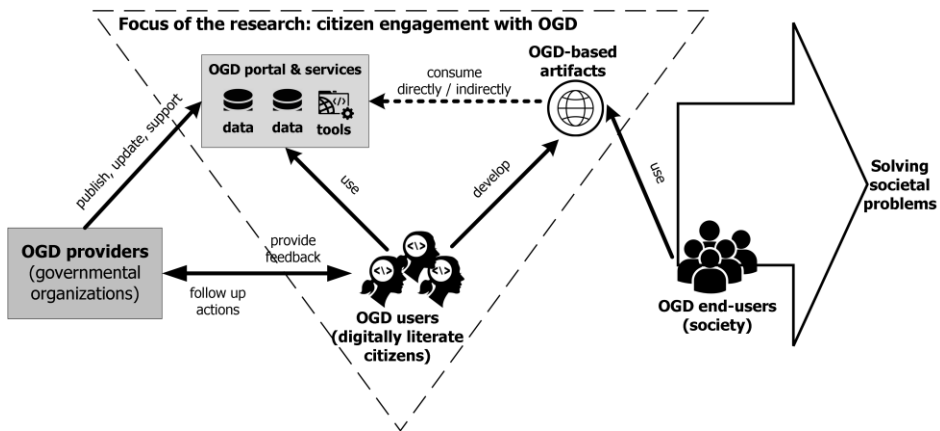 Focus of the research: citizen engagement with OGD
OGD portal & services
data
data
tools
consume
directly / indirectly
OGD-based
artifacts
publish, update, support
use
develop
use
Solving
societal
problems
OGD providers
(governmental
organizations)
provide
feedback
follow up
actions
OGD users
(digitally literate
citizens)
OGD end-users
(society)